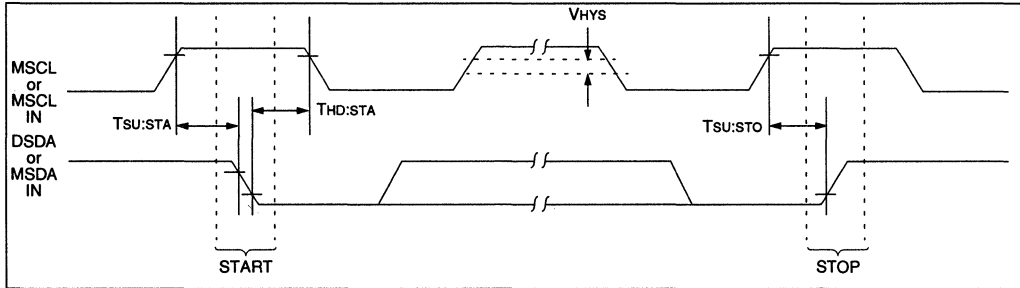 VHYS
MSCL
or
MSCL
IN
TSU:STA
THD:STA
TSU:STO
DSDA
or
MSDA
IN
START
STOP